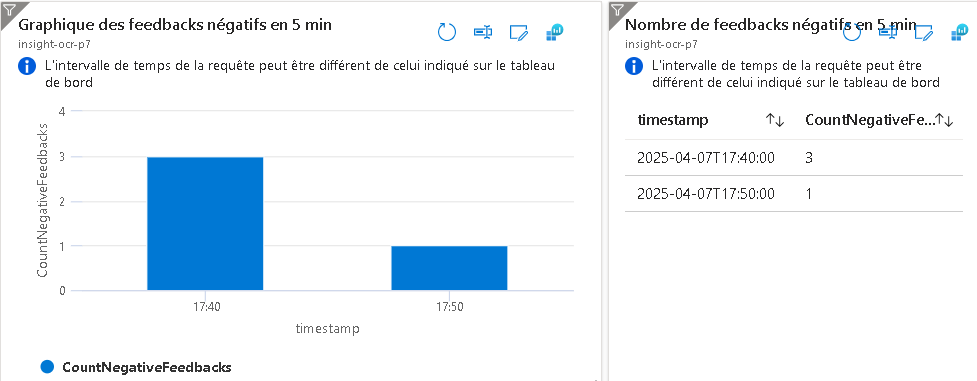 Graphique des feedbacks négatifs en 5 min
insight-ocr-p7
L'intervalle de temps de la requête peut être différent de celui indiqué sur le tableau
de bord
CountNegativeFeedbacks
4
3
2
1
0
17:40
17:50
timestamp
CountNegativeFeedbacks
Nombre de feedbacks négatifs en 5 min
insight-ocr-p7
L'intervalle de temps de la requête peut être
différent de celui indiqué sur le tableau de bord
timestamp CountNegativeFe...
2025-04-07T17:40:00 3
2025-04-07T17:50:00 1